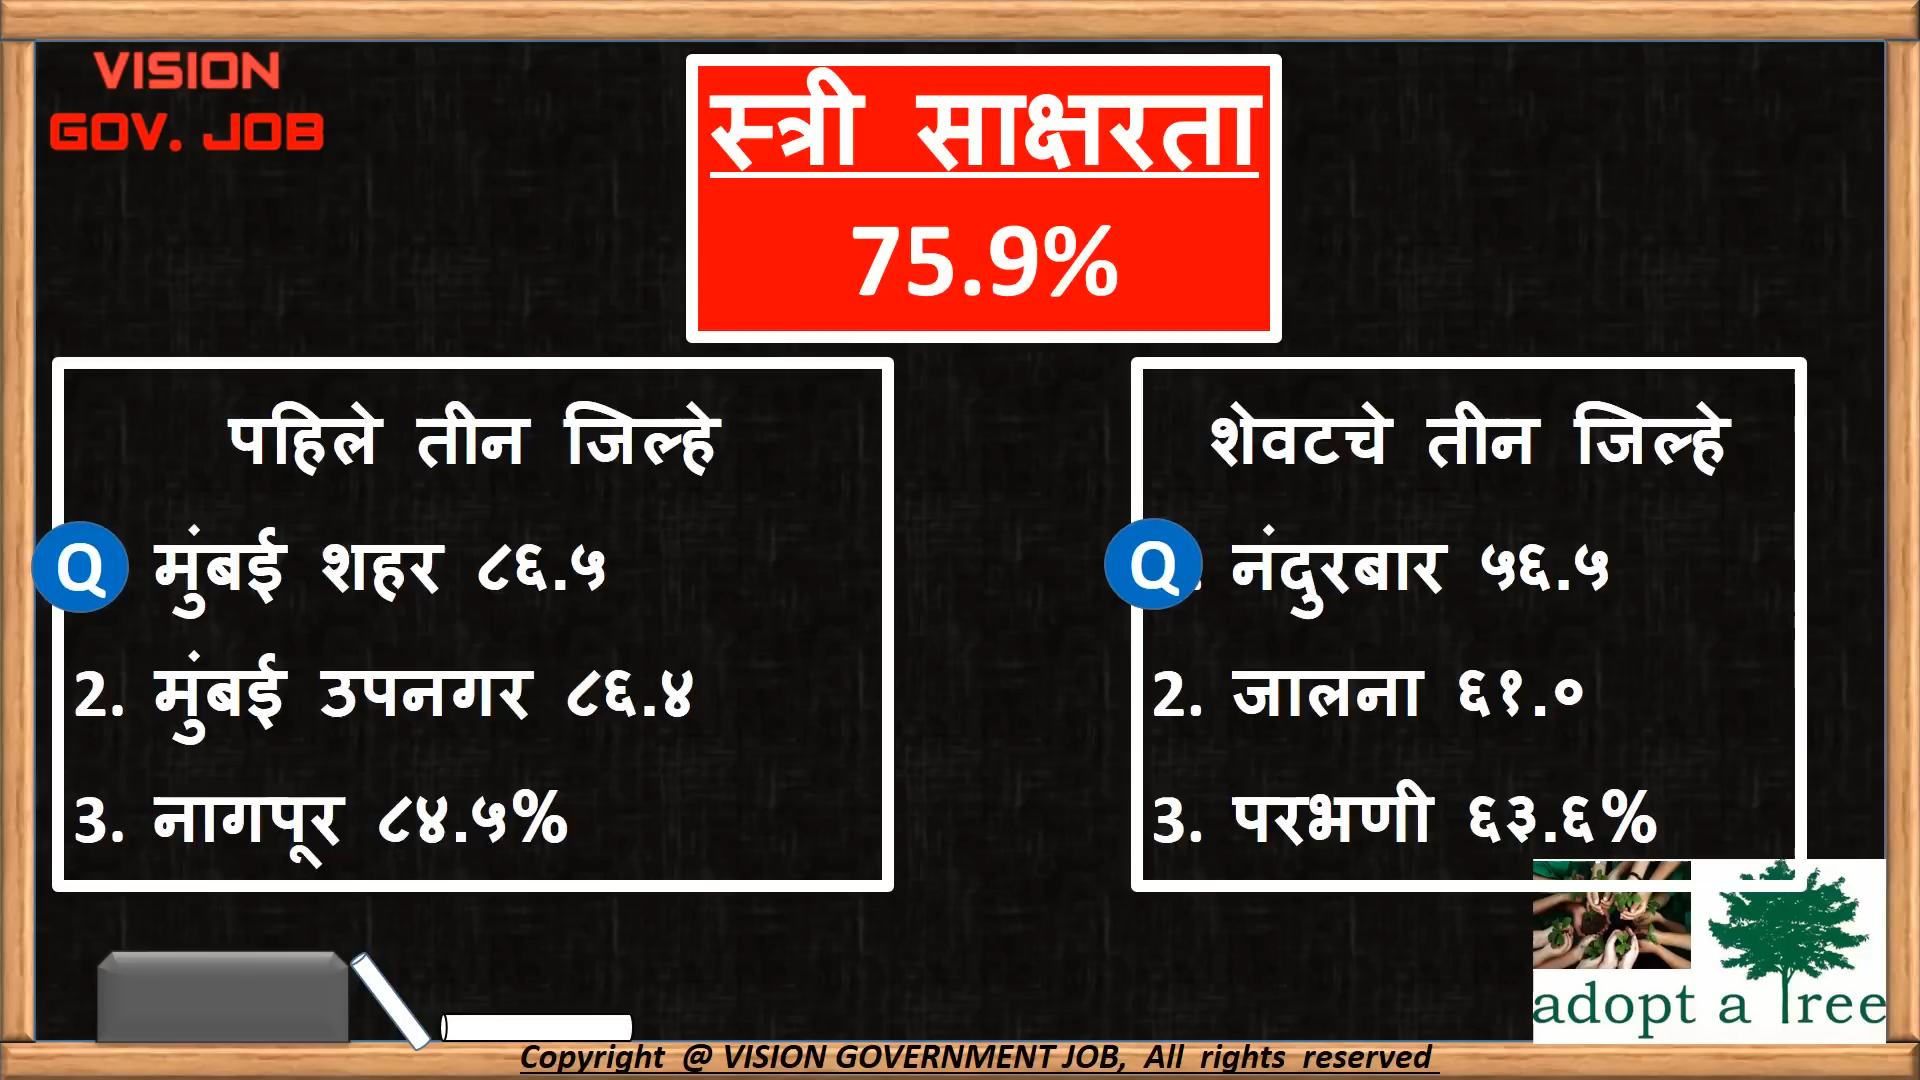 VISION
GOV. JOB
स्त्री साक्षरता
75.9%
पहिले तीन जिल्हे
Q मुंबई शहर ८६.५
2. मुंबई उपनगर ८६.४
3. नागपूर ८४.५%
शेवटचे तीन जिल्हे
Q. नंदुरबार ५६.५
2. जालना ६१.०
3. परभणी ६३.६%
adopt a Tree
Copyright @ VISION GOVERNMENT JOB, All rights reserved